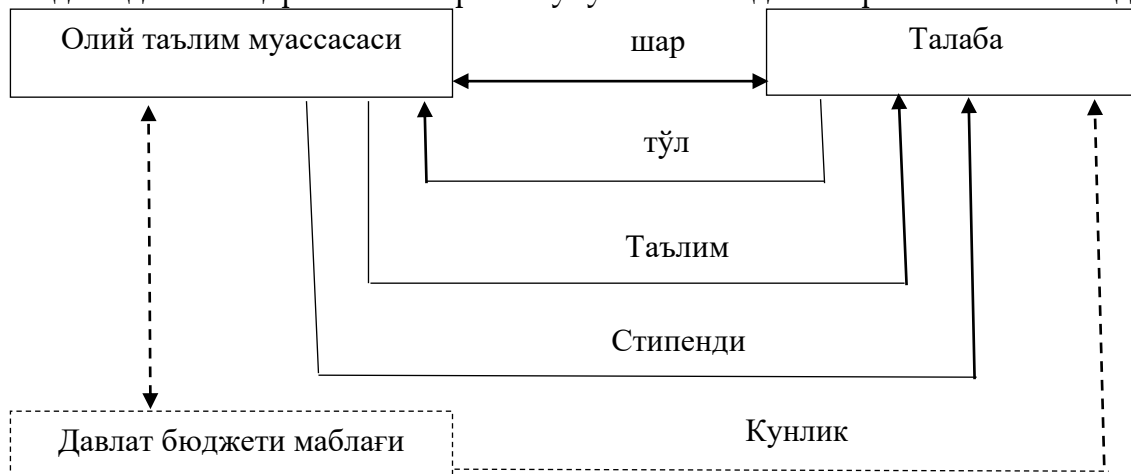 Олий таълим муассасаси
шар
Талаба
тўл
Таълим
Стипенди
Давлат бюджети маблағи
Кунлик